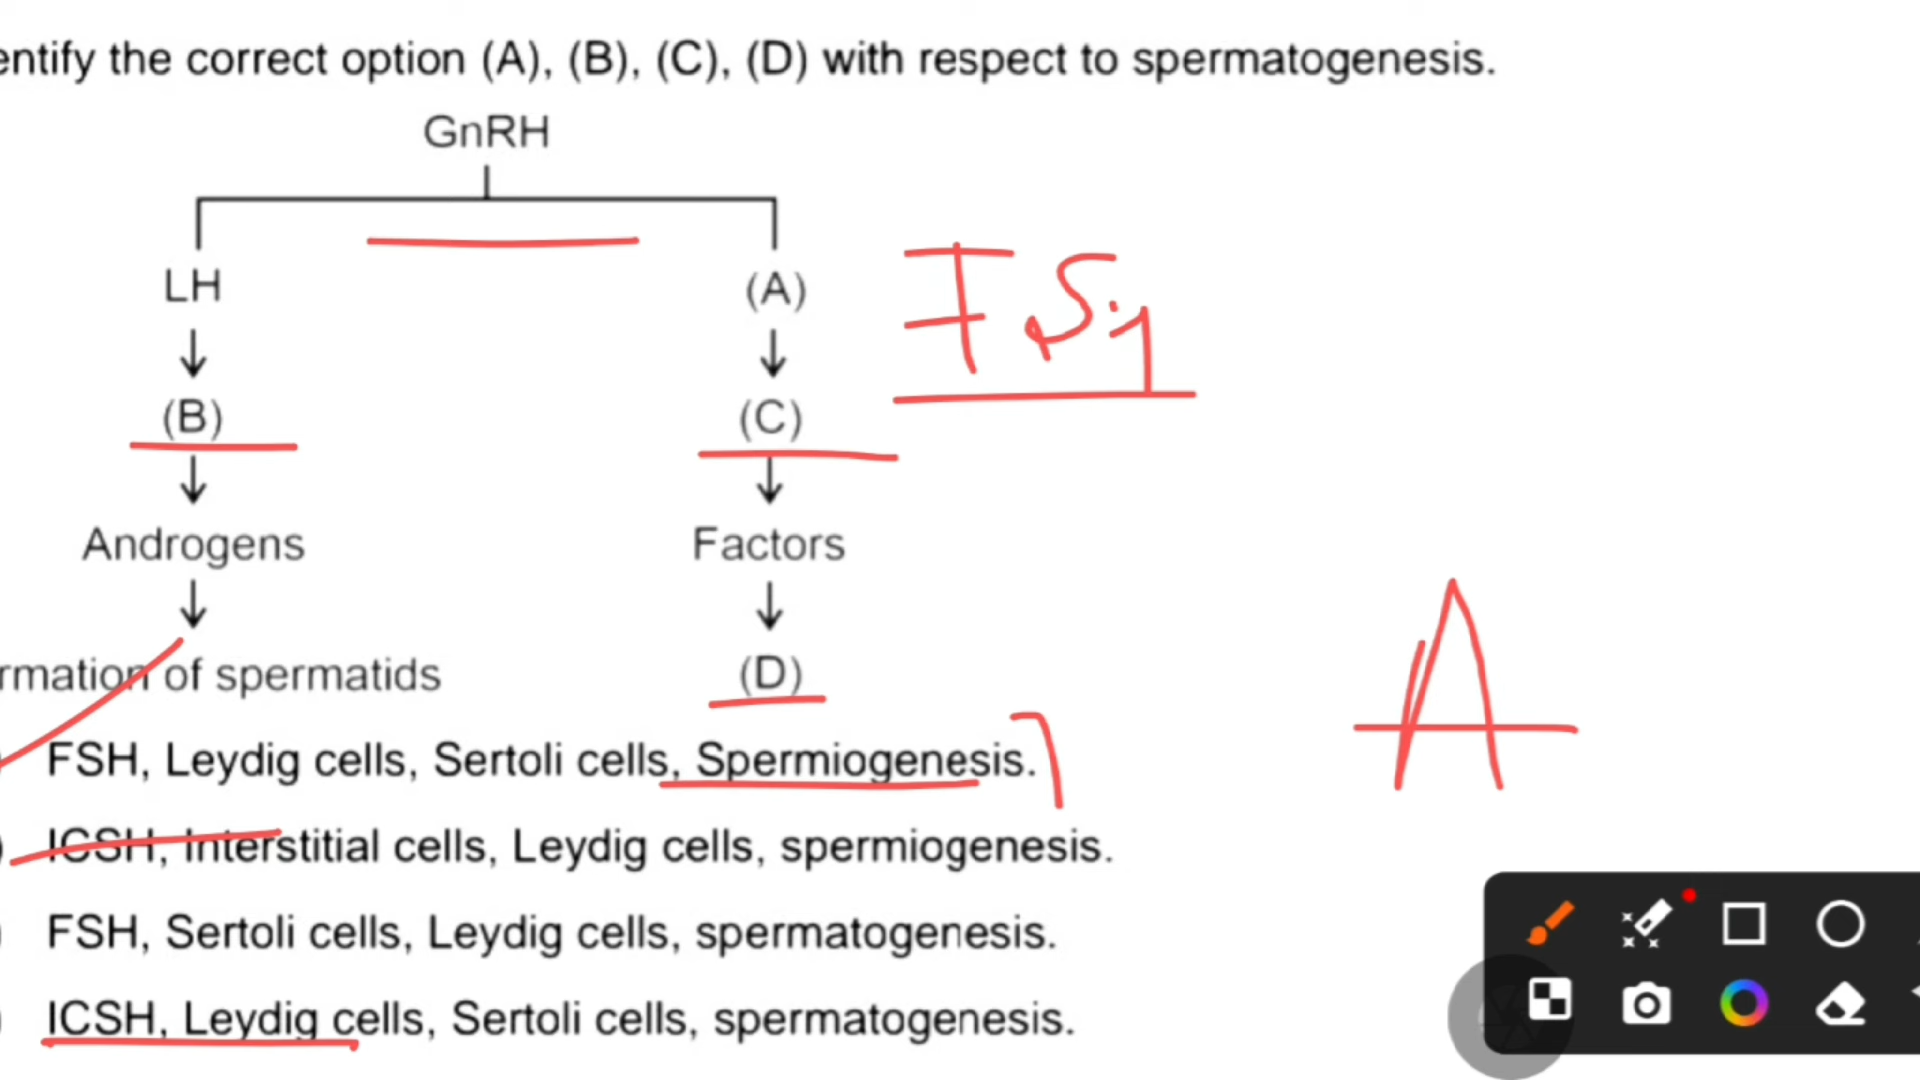 entify the correct option (A), (B), (C), (D) with respect to spermatogenesis.
GnRH
LH (A)
(B) (C)
Androgens Factors
rmation of spermatids (D)
FSH, Leydig cells, Sertoli cells, Spermiogenesis.
) ICSH, Interstitial cells, Leydig cells, spermiogenesis.
) FSH, Sertoli cells, Leydig cells, spermatogenesis.
) ICSH, Leydig cells, Sertoli cells, spermatogenesis.
A